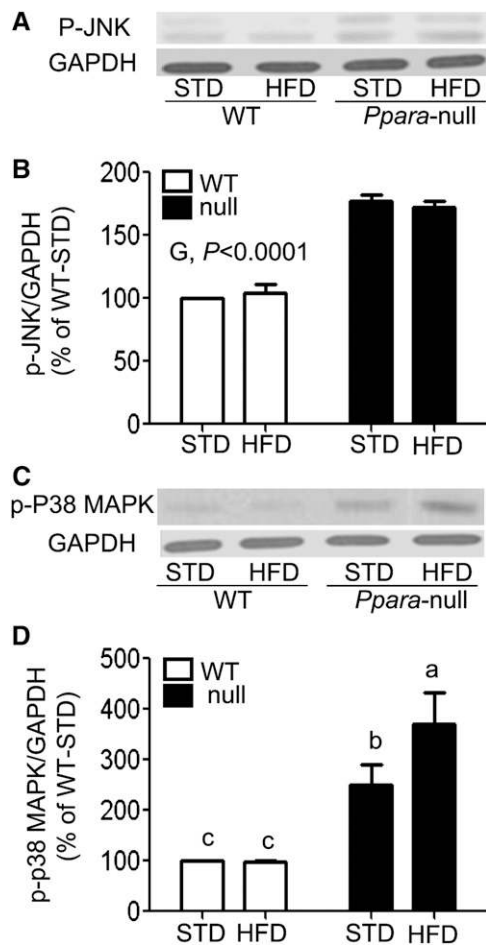 A
P-JNK
GAPDH
STD HFD STD HFD
WT Ppara-null
B
p-JNK/GAPDH
(% of WT-STD)
200
150
100
50
0
WT
null
G, P<0.0001
STD HFD STD HFD
C
p-P38 MAPK
GAPDH
STD HFD STD HFD
WT Ppara-null
D
p-p38 MAPK/GAPDH
(% of WT-STD)
500
400
300
200
100
0
WT
null
c c b a
STD HFD STD HFD